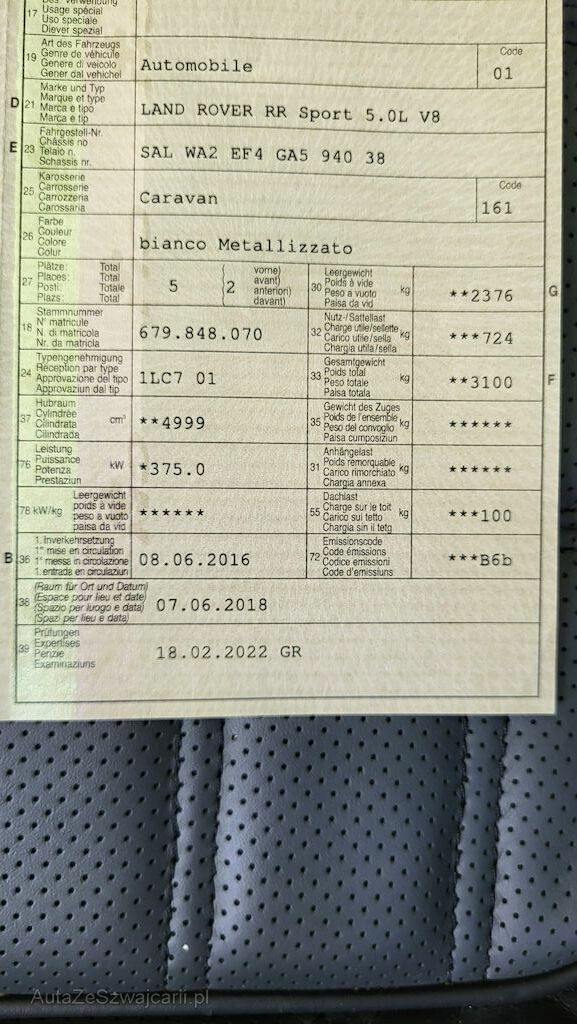 17 Usage spécial
Uso speciale
Diever spezial
19 Art des Fahrzeugs
Genre de véhicule
Genere di veicolo
Gener dal vehichel
Automobile
Code
01
D 21 Marke und Typ
Marque et type
Marca e tipo
Marca e tip
LAND ROVER RR Sport 5.0L V8
E 23 Fahrgestell-Nr.
Châssis no
Telaio n.
Schassis nr.
SAL WA2 EF4 GA5 940 38
25 Karosserie
Carrosserie
Carrozzeria
Carossaria
Caravan
Code
161
26 Farbe
Couleur
Colore
Colur
bianco Metallizzato
27 Plätze: Total
Places: Total
Posti: Totale
Plazs: Total
5
2
vorne)
avant)
anteriori)
davant)
30 Leergewicht
Poids à vide
Peso a vuoto
Paisa da vid
kg
**2376
G
18 Stammnummer
N° matricule
N. di matricola
Nr. da matricla
679.848.070
32 Nutz-/Sattellast
Charge utile/sellette
Carico utile/sella
Chargia utila/sella
kg
***724
24 Typengenehmigung
Réception par type
Approvazione del tipo
Approvaziun dal tip
1LC7 01
33 Gesamtgewicht
Poids total
Peso totale
Paisa totala
kg
**3100
F
37 Hubraum
Cylindrée
Cilindrata
Cilindrada
cm³
**4999
35 Gewicht des Zuges
Poids de l'ensemble
Peso del convoglio
Paisa cumposiziun
kg
******
76 Leistung
Puissance
Potenza
Prestaziun
kW
*375.0
31 Anhängelast
Poids remorquable
Carico rimorchiato
Chargia annexa
kg
******
78 kW/kg
Leergewicht
poids à vide
peso a vuoto
paisa da vid
******
55 Dachlast
Charge sur le toit
Carico sul tetto
Chargia sin il tetg
kg
***100
B 36 1. Inverkehrsetzung
1re mise en circulation
1a messa in circolazione
1. entrada en circulaziun
08.06.2016
72 Emissionscode
Code émissions
Codice emissioni
Code d'emissiuns
***B6b
38 (Raum für Ort und Datum)
(Espace pour lieu et date)
(Spazio per luogo e data)
(Spazi per lieu e data)
07.06.2018
39 Prüfungen
Expertises
Perizie
Examinaziuns
18.02.2022 GR
AutaZeSzwajcarii.pl